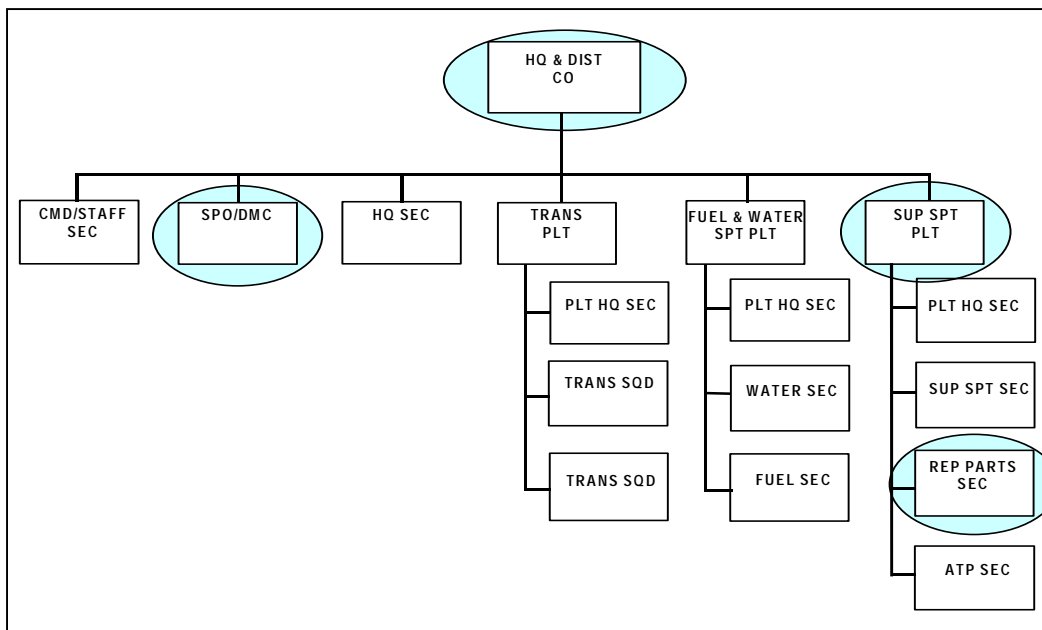 HQ & DIST
CO
CMD/STAFF
SEC
SPO/DMC
HQ SEC
TRANS
PLT
FUEL & WATER
SPT PLT
SUP SPT
PLT
PLT HQ SEC
TRANS SQD
TRANS SQD
PLT HQ SEC
WATER SEC
FUEL SEC
PLT HQ SEC
SUP SPT SEC
REP PARTS
SEC
ATP SEC